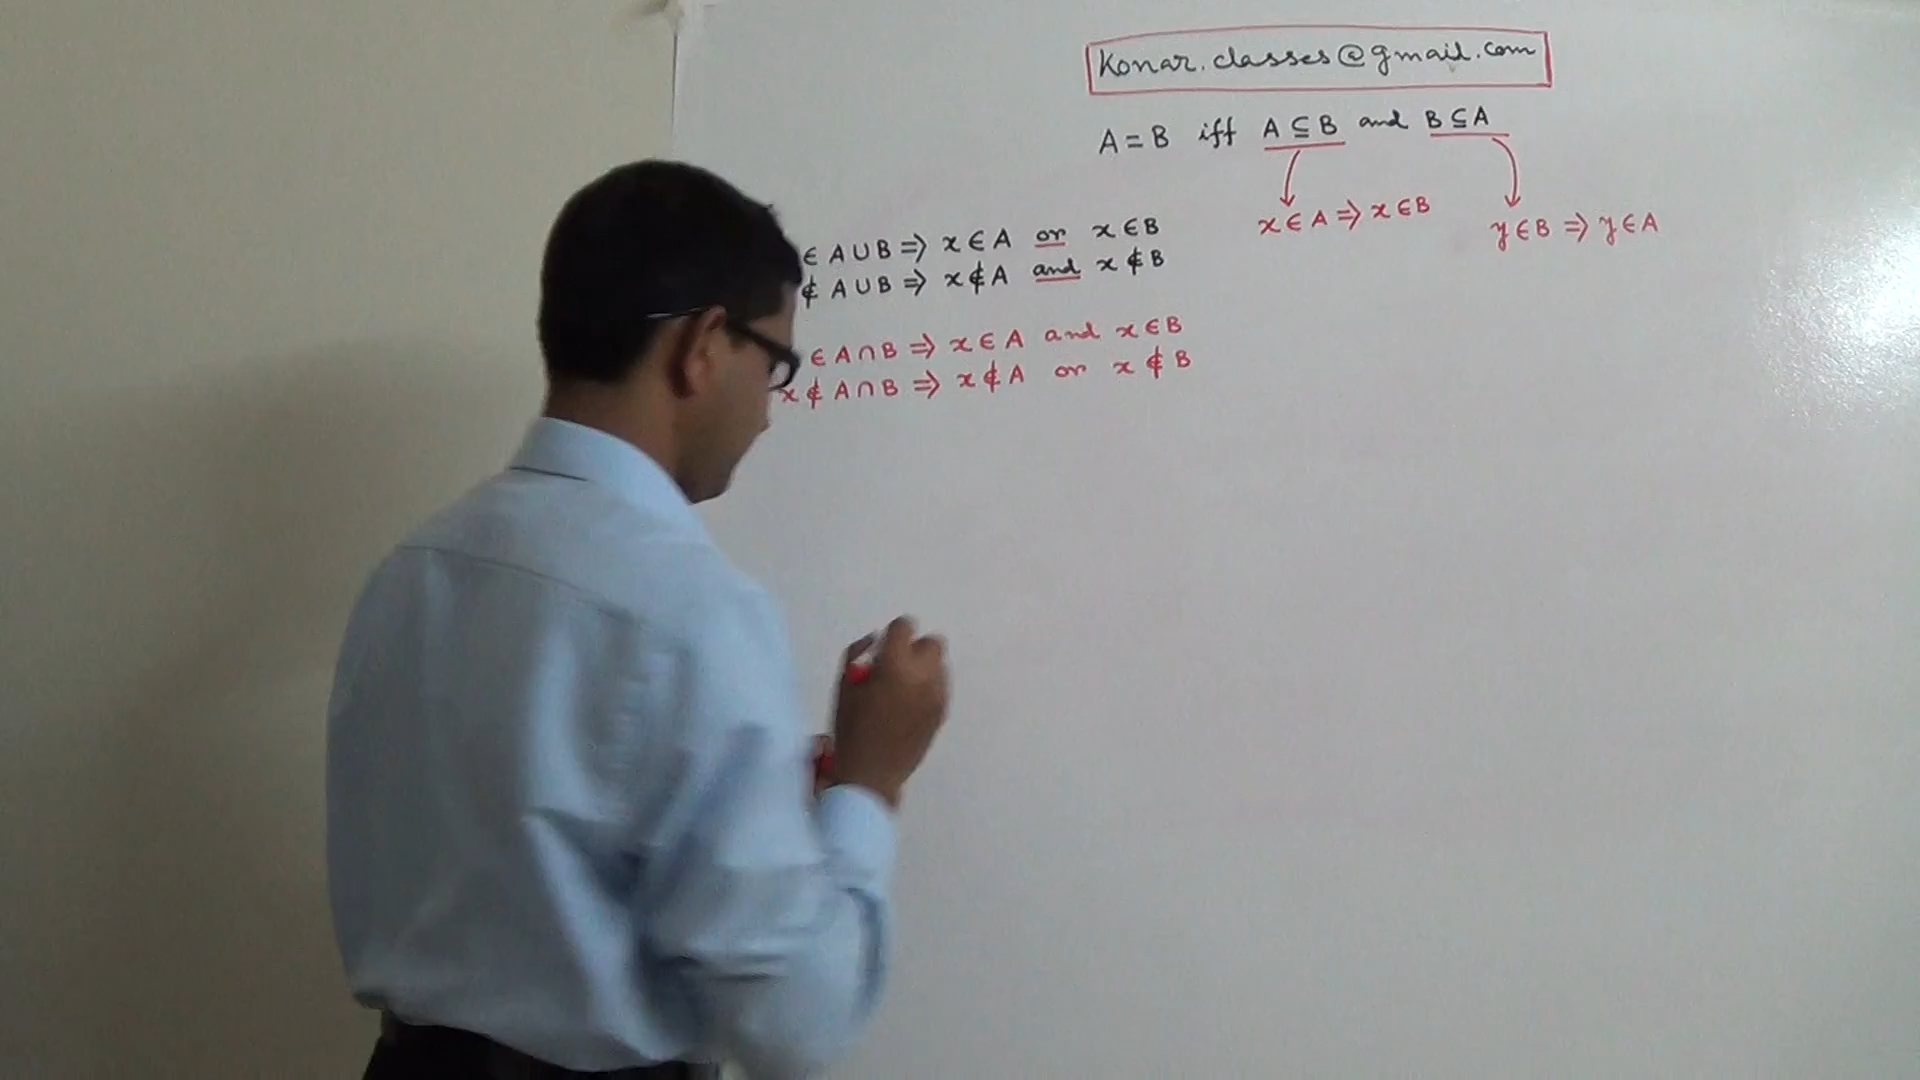 Konar.classes@gmail.com
A = B iff A ⊆ B and B ⊆ A
x ∈ A ⇒ x ∈ B
y ∈ B ⇒ y ∈ A
∈ A ∪ B ⇒ x ∈ A or x ∈ B
∉ A ∪ B ⇒ x ∉ A and x ∉ B
∈ A ∩ B ⇒ x ∈ A and x ∈ B
x ∉ A ∩ B ⇒ x ∉ A or x ∉ B